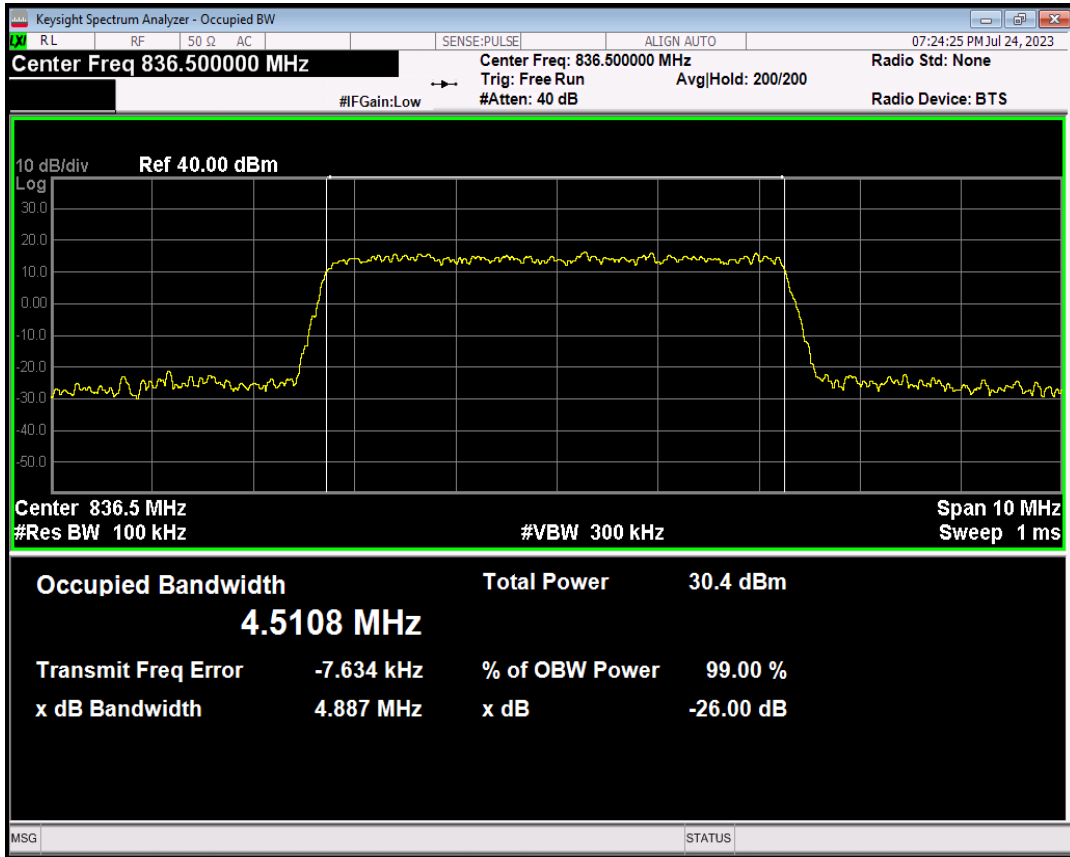 Keysight Spectrum Analyzer - Occupied BW
LXI RL RF 50 Ω AC SENSE:PULSE ALIGN AUTO 07:24:25 PM Jul 24, 2023
Center Freq 836.500000 MHz
Center Freq: 836.500000 MHz Radio Std: None
Trig: Free Run Avg|Hold: 200/200
#IFGain:Low #Atten: 40 dB Radio Device: BTS
10 dB/div Ref 40.00 dBm
Log
30.0
20.0
10.0
0.00
-10.0
-20.0
-30.0
-40.0
-50.0
Center 836.5 MHz Span 10 MHz
#Res BW 100 kHz #VBW 300 kHz Sweep 1 ms
Occupied Bandwidth Total Power 30.4 dBm
4.5108 MHz
Transmit Freq Error -7.634 kHz % of OBW Power 99.00 %
x dB Bandwidth 4.887 MHz x dB -26.00 dB
MSG STATUS